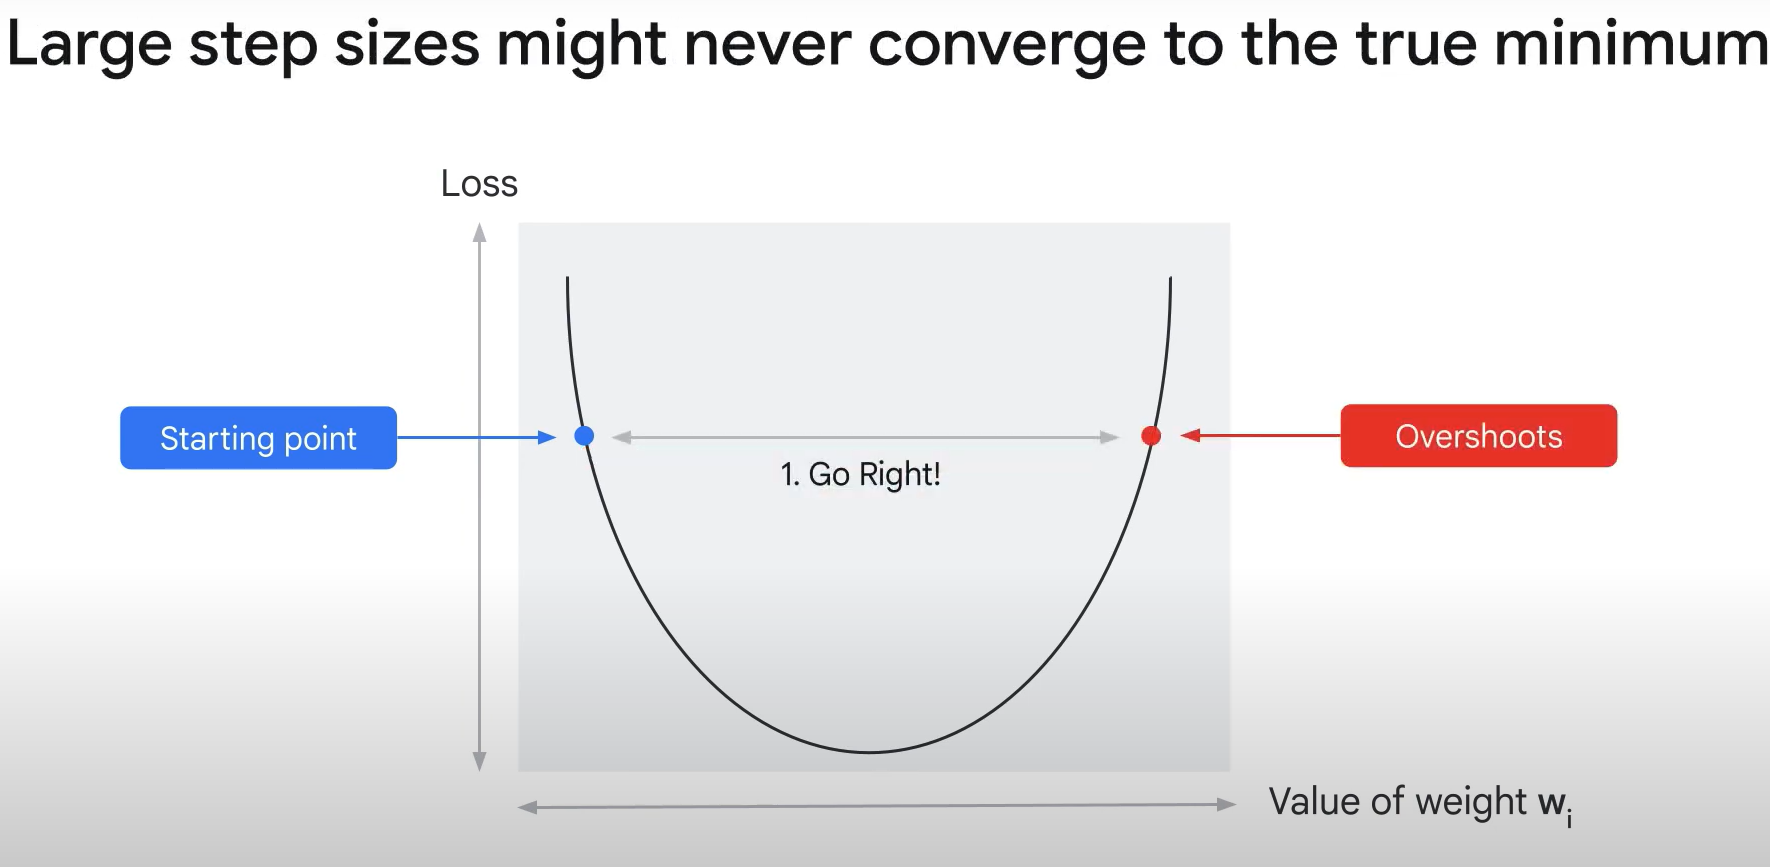 Large step sizes might never converge to the true minimum
Loss
Starting point
1. Go Right!
Overshoots
Value of weight wᵢ